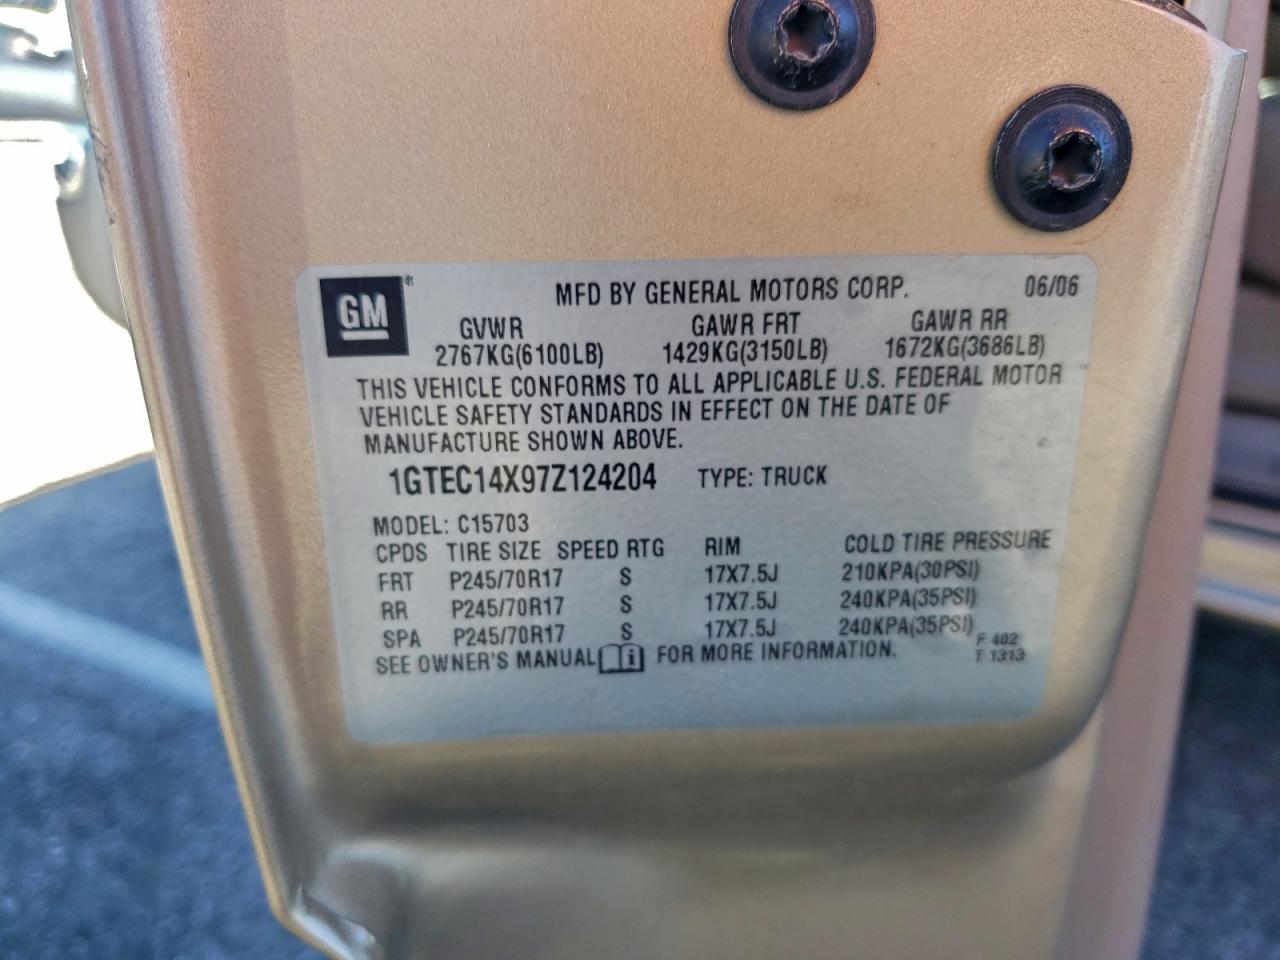 GM ® MFD BY GENERAL MOTORS CORP. 06/06
GVWR GAWR FRT GAWR RR
2767KG(6100LB) 1429KG(3150LB) 1672KG(3686LB)
THIS VEHICLE CONFORMS TO ALL APPLICABLE U.S. FEDERAL MOTOR
VEHICLE SAFETY STANDARDS IN EFFECT ON THE DATE OF
MANUFACTURE SHOWN ABOVE.
1GTEC14X97Z124204 TYPE: TRUCK
MODEL: C15703
CPDS TIRE SIZE SPEED RTG RIM COLD TIRE PRESSURE
FRT P245/70R17 S 17X7.5J 210KPA(30PSI)
RR P245/70R17 S 17X7.5J 240KPA(35PSI)
SPA P245/70R17 S 17X7.5J 240KPA(35PSI)
F 402
SEE OWNER'S MANUAL i FOR MORE INFORMATION. T 1313